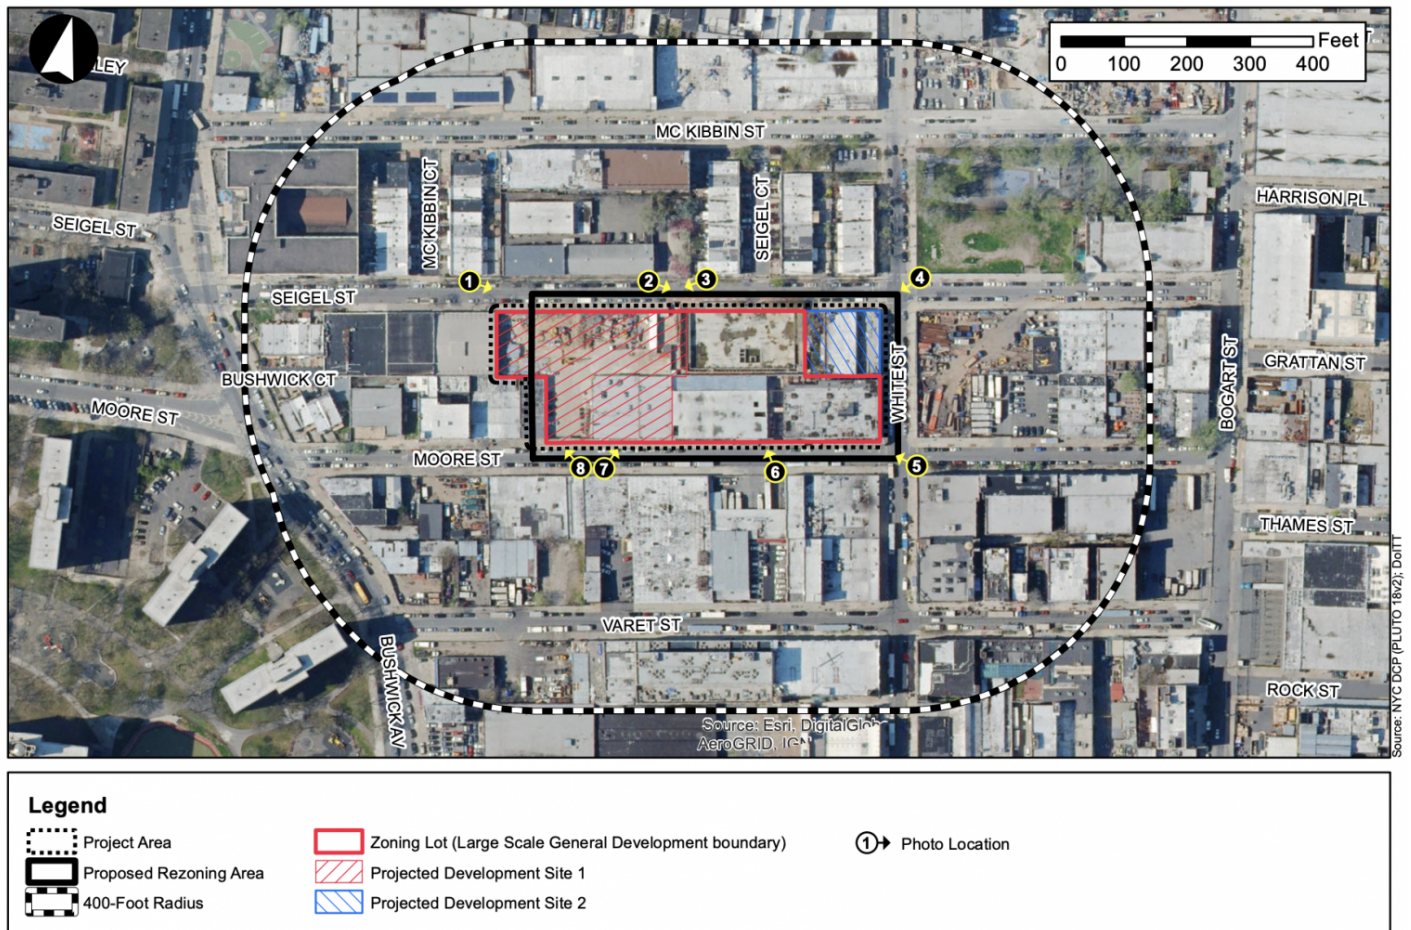 Feet
0 100 200 300 400
LEY
MC KIBBIN ST
MC KIBBIN CT
SEIGEL CT
HARRISON PL
SEIGEL ST
1
2
3
4
SEIGEL ST
WHITE ST
BOGART ST
GRATTAN ST
BUSHWICK CT
MOORE ST
MOORE ST
8
7
6
5
THAMES ST
VARET ST
BUSHWICK AV
ROCK ST
Source: Esri, DigitalGlobe
AeroGRID, IGN
Source: NYC DCP (PLUTO 18v2); DoITT
Legend
Project Area
Proposed Rezoning Area
400-Foot Radius
Zoning Lot (Large Scale General Development boundary)
Projected Development Site 1
Projected Development Site 2
1 Photo Location